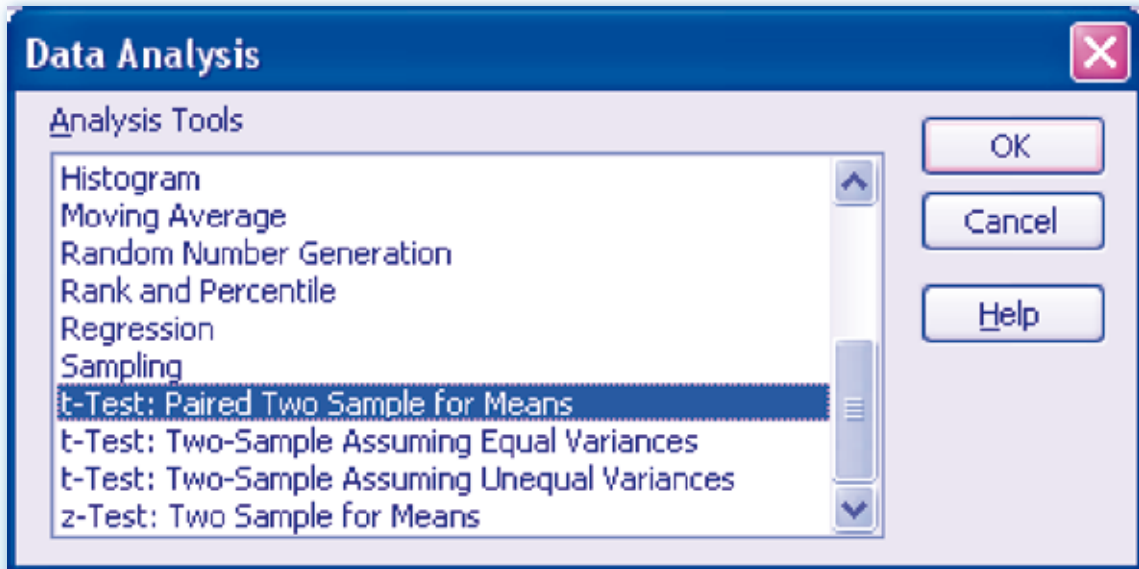 Data Analysis
Analysis Tools
Histogram
Moving Average
Random Number Generation
Rank and Percentile
Regression
Sampling
t-Test: Paired Two Sample for Means
t-Test: Two-Sample Assuming Equal Variances
t-Test: Two-Sample Assuming Unequal Variances
z-Test: Two Sample for Means
OK
Cancel
Help